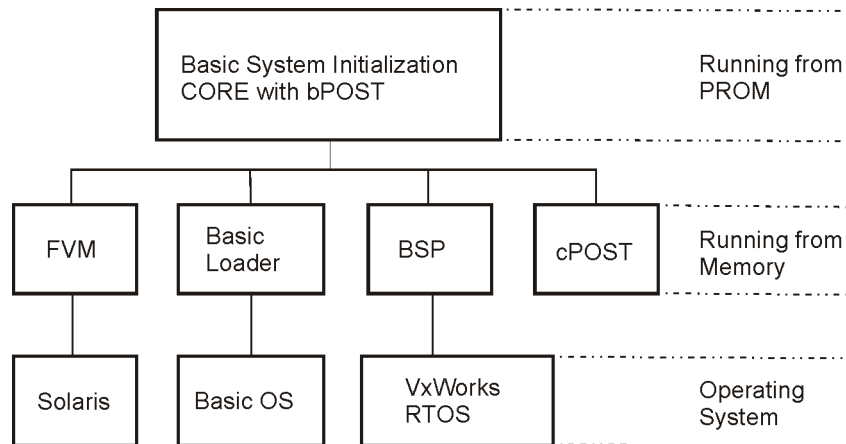 Basic System Initialization
CORE with bPOST
Running from
PROM
FVM
Basic
Loader
BSP
cPOST
Running from
Memory
Solaris
Basic OS
VxWorks
RTOS
Operating
System